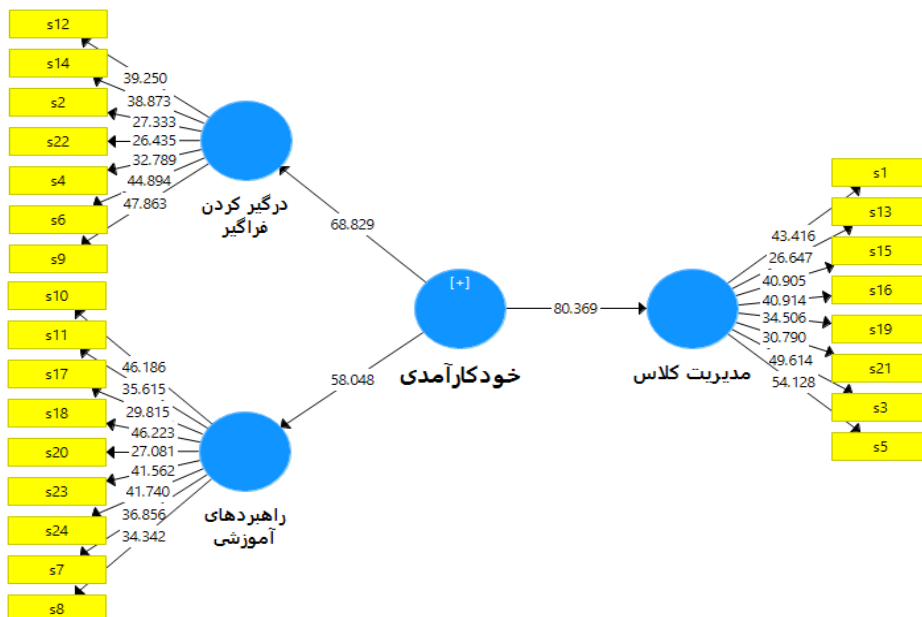 s12
s14
s2
s22
s4
s6
s9
39.250
38.873
27.333
26.435
32.789
44.894
47.863
درگیر کردن
فراگیر
68.829
s10
s11
s17
s18
s20
s23
s24
s7
s8
46.186
35.615
29.815
46.223
27.081
41.562
41.740
36.856
34.342
راهبردهای
آموزشی
58.048
[+]
خودکارآمدی
80.369
مدیریت کلاس
43.416
26.647
40.905
40.914
34.506
30.790
49.614
54.128
s1
s13
s15
s16
s19
s21
s3
s5